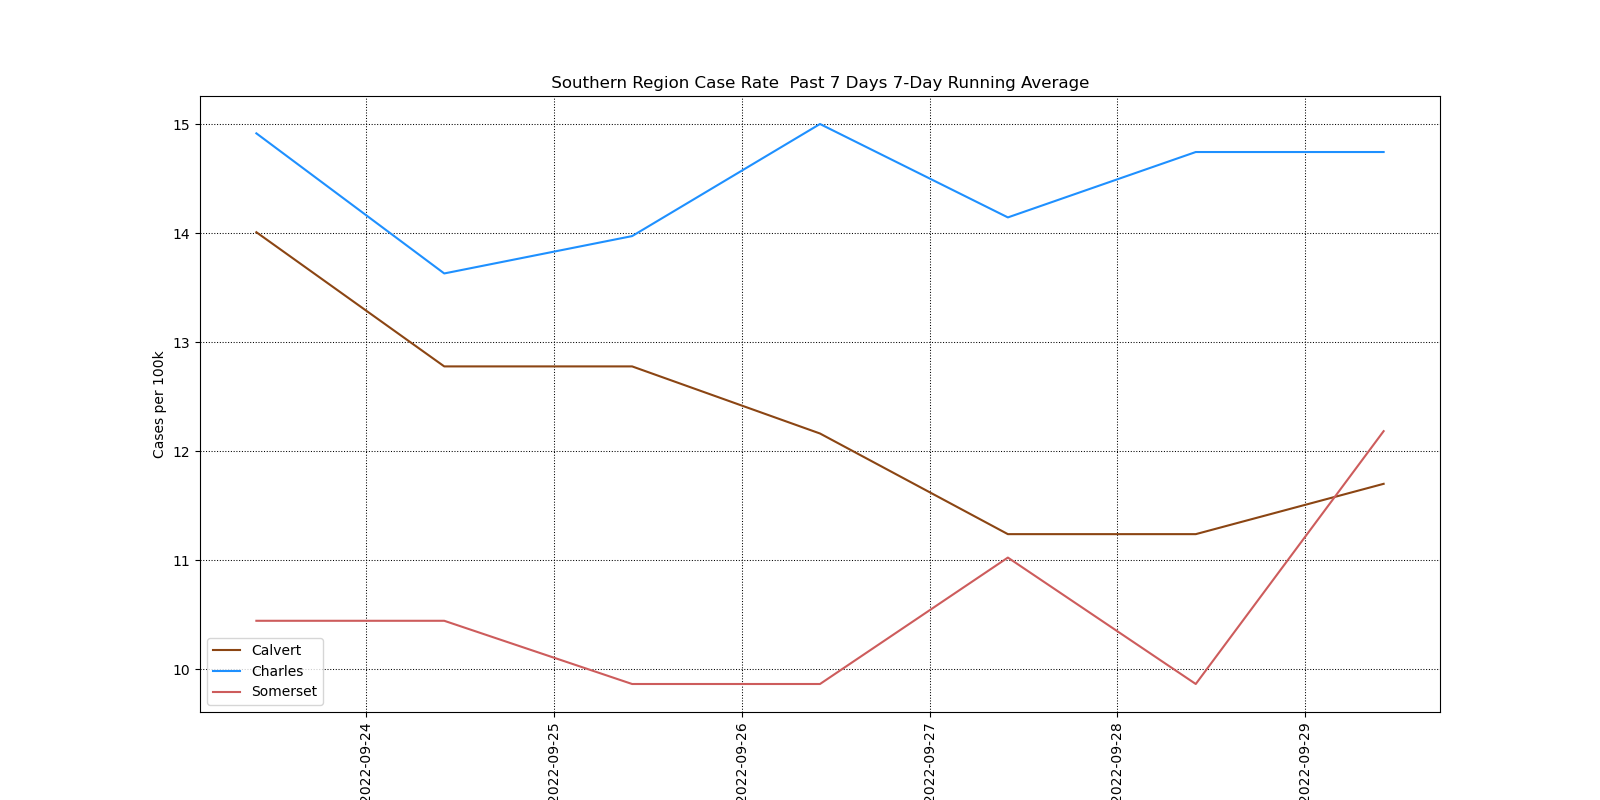 Southern Region Case Rate  Past 7 Days 7-Day Running Average
15
14
13
12
11
10
Cases per 100k
Calvert
Charles
Somerset
2022-09-24
2022-09-25
2022-09-26
2022-09-27
2022-09-28
2022-09-29